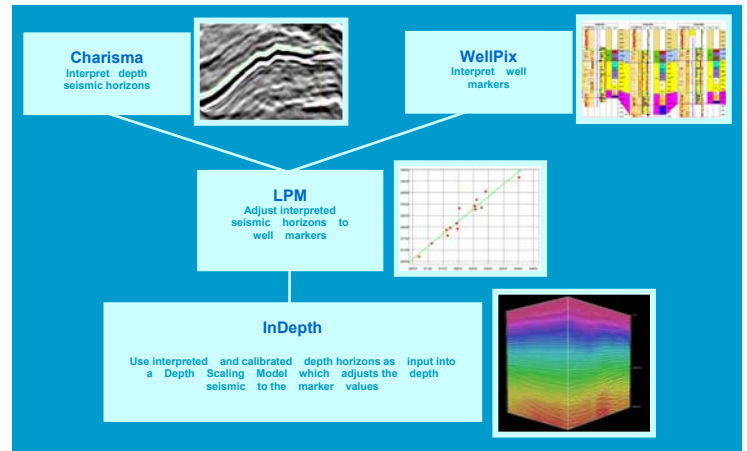 Charisma
Interpret depth
seismic horizons
WellPix
Interpret well
markers
LPM
Adjust interpreted
seismic horizons to
well markers
InDepth
Use interpreted and calibrated depth horizons as input into
a Depth Scaling Model which adjusts the depth
seismic to the marker values